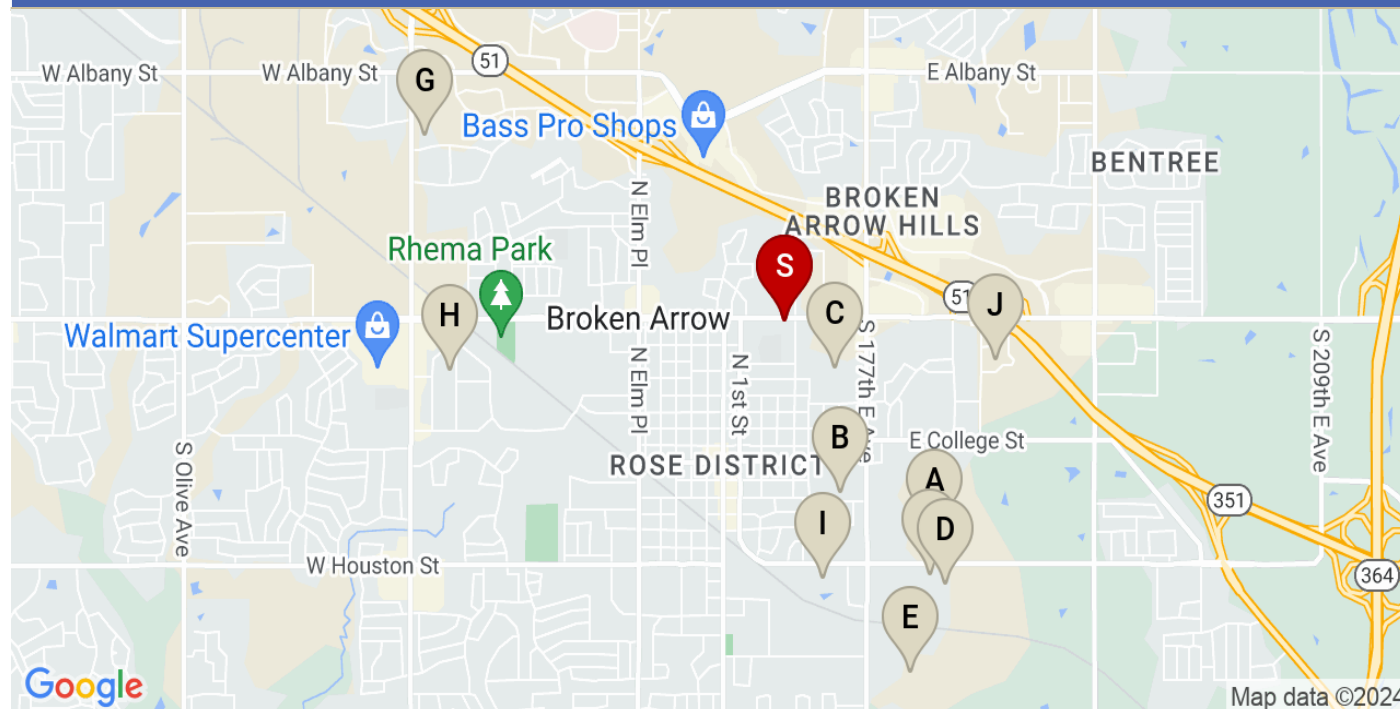 51
W Albany St
W Albany St
E Albany St
G
Bass Pro Shops
BENTREE
N Elm Pl
BROKEN
ARROW HILLS
Rhema Park
S
51
J
H
Broken Arrow
C
Walmart Supercenter
S 177th E Ave
N Elm Pl
N 1st St
S 209th E Ave
B
E College St
S Olive Ave
ROSE DISTRICT
A
351
I
D
W Houston St
364
E
Google
Map data ©2024